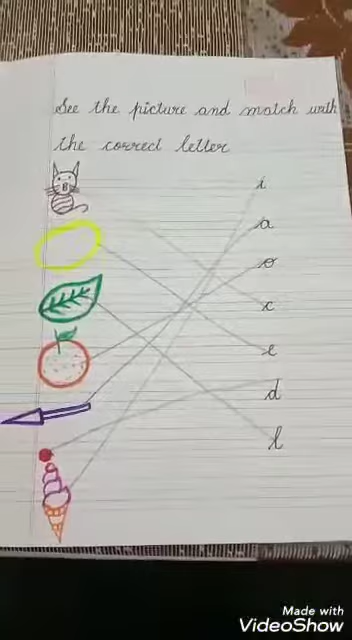 See the picture and match with
the correct letter
i
a
o
c
e
d
l
Made with
VideoShow